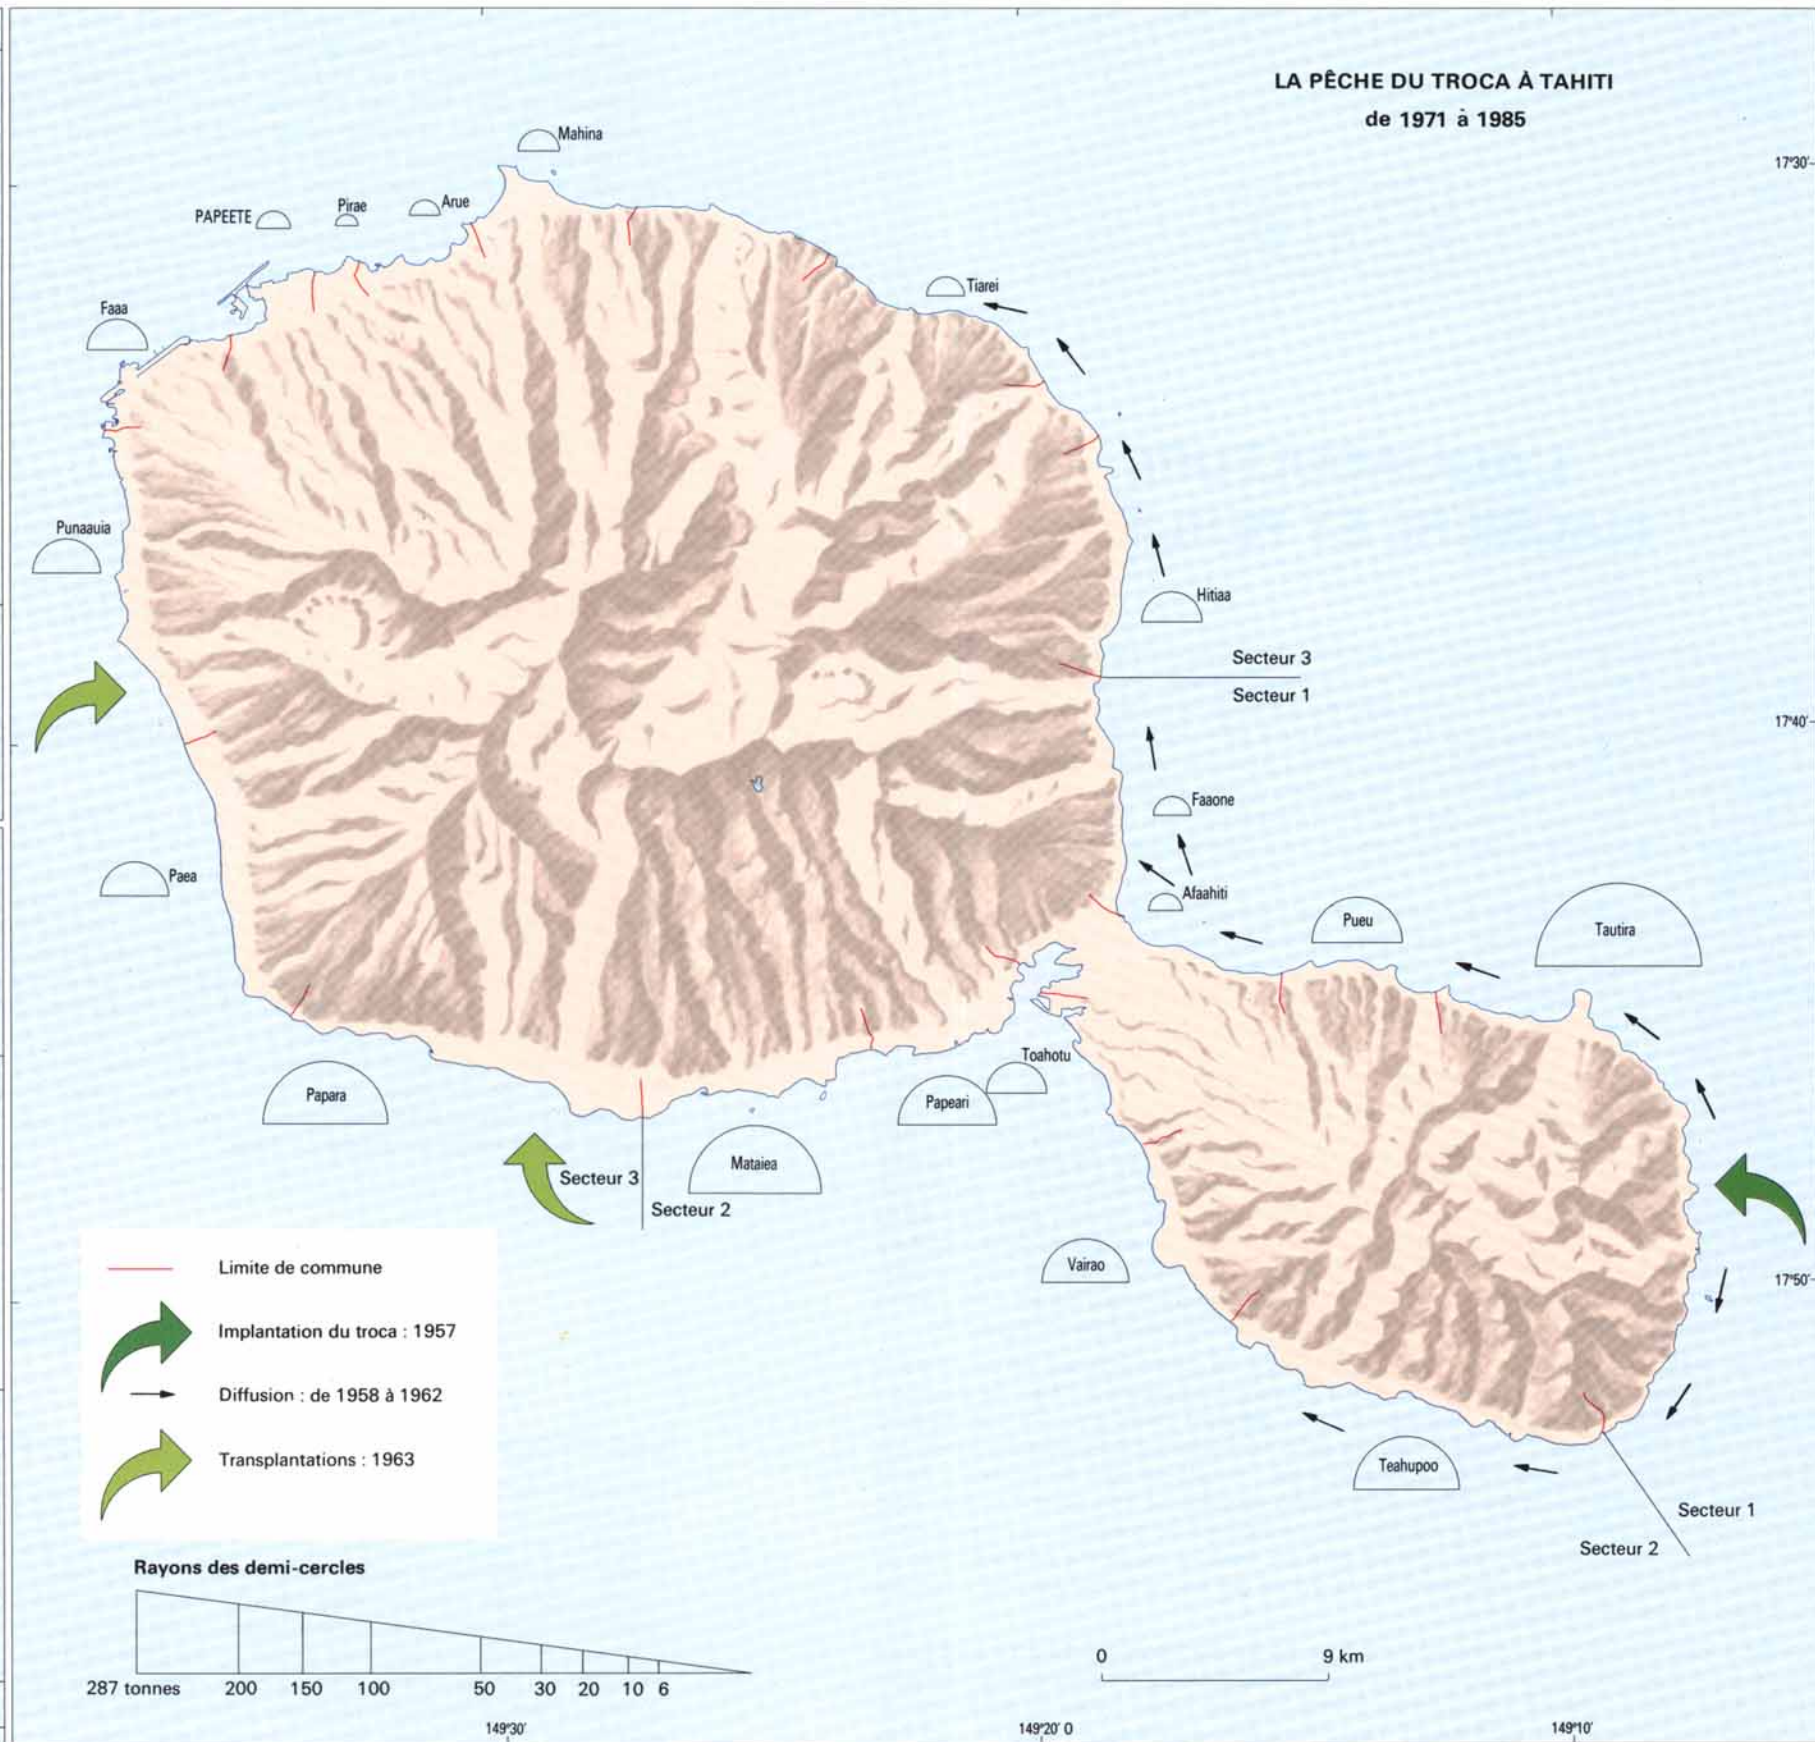 LA PÊCHE DU TROCA À TAHITI
de 1971 à 1985
Mahina
17°30'
PAPEETE
Pirae
Arue
Tiarei
Faaa
Punaauia
Hitiaa
Secteur 3
Secteur 1
17°40'
Faaone
Paea
Afaahiti
Pueu
Tautira
Toahotu
Papara
Papeari
Mataiea
Secteur 3
Secteur 2
Vairao
17°50'
Limite de commune
Implantation du troca : 1957
Diffusion : de 1958 à 1962
Transplantations : 1963
Teahupoo
Secteur 1
Secteur 2
Rayons des demi-cercles
287 tonnes 200 150 100 50 30 20 10 6
0 9 km
149°30' 149°20' O 149°10'